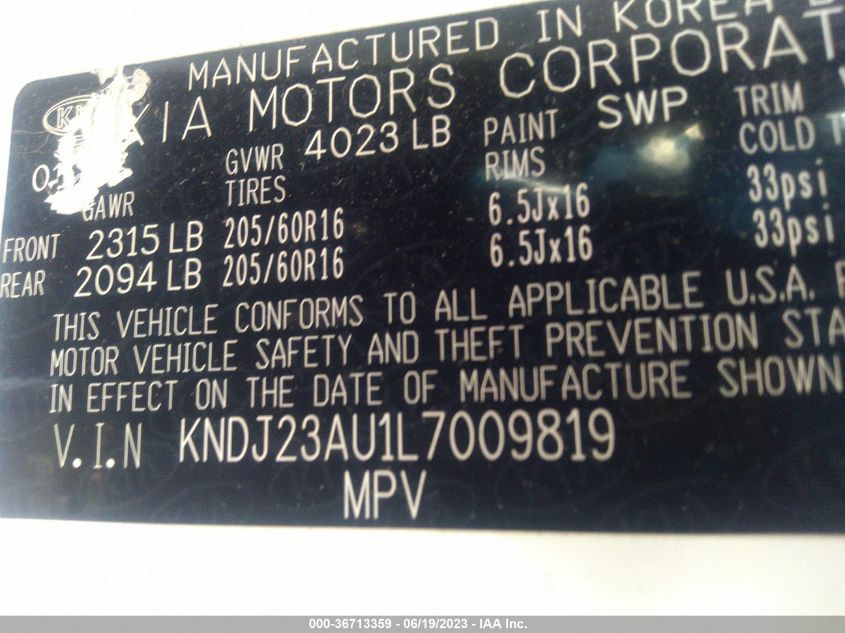 MANUFACTURED IN KOREA
KIA MOTORS CORPORAT
GVWR 4023 LB PAINT SWP TRIM
GAWR TIRES RIMS COLD T
FRONT 2315 LB 205/60R16 6.5Jx16 33psi
REAR 2094 LB 205/60R16 6.5Jx16 33psi
THIS VEHICLE CONFORMS TO ALL APPLICABLE U.S.A. F
MOTOR VEHICLE SAFETY AND THEFT PREVENTION STA
IN EFFECT ON THE DATE OF MANUFACTURE SHOWN
V.I.N KNDJ23AU1L7009819
MPV
000-36713359 - 06/19/2023 - IAA Inc.